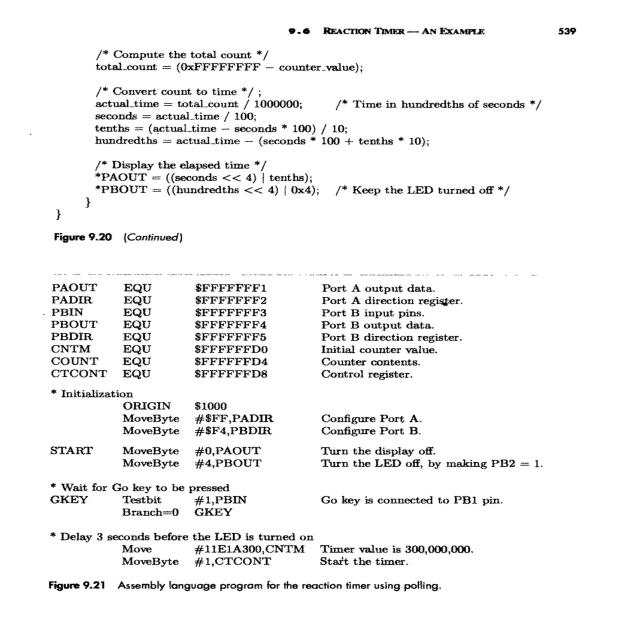 9.6 REACTION TIMER — AN EXAMPLE 539
/* Compute the total count */
total_count = (0xFFFFFFFF − counter_value);
/* Convert count to time */ ;
actual_time = total_count / 1000000; /* Time in hundredths of seconds */
seconds = actual_time / 100;
tenths = (actual_time − seconds * 100) / 10;
hundredths = actual_time − (seconds * 100 + tenths * 10);
/* Display the elapsed time */
*PAOUT = ((seconds << 4) | tenths);
*PBOUT = ((hundredths << 4) | 0x4); /* Keep the LED turned off */
}
}
Figure 9.20 (Continued)
PAOUT EQU $FFFFFFF1 Port A output data.
PADIR EQU $FFFFFFF2 Port A direction register.
PBIN EQU $FFFFFFF3 Port B input pins.
PBOUT EQU $FFFFFFF4 Port B output data.
PBDIR EQU $FFFFFFF5 Port B direction register.
CNTM EQU $FFFFFFD0 Initial counter value.
COUNT EQU $FFFFFFD4 Counter contents.
CTCONT EQU $FFFFFFD8 Control register.
* Initialization
ORIGIN $1000
MoveByte #$FF,PADIR Configure Port A.
MoveByte #$F4,PBDIR Configure Port B.
START MoveByte #0,PAOUT Turn the display off.
MoveByte #4,PBOUT Turn the LED off, by making PB2 = 1.
* Wait for Go key to be pressed
GKEY Testbit #1,PBIN Go key is connected to PB1 pin.
Branch=0 GKEY
* Delay 3 seconds before the LED is turned on
Move #11E1A300,CNTM Timer value is 300,000,000.
MoveByte #1,CTCONT Start the timer.
Figure 9.21 Assembly language program for the reaction timer using polling.